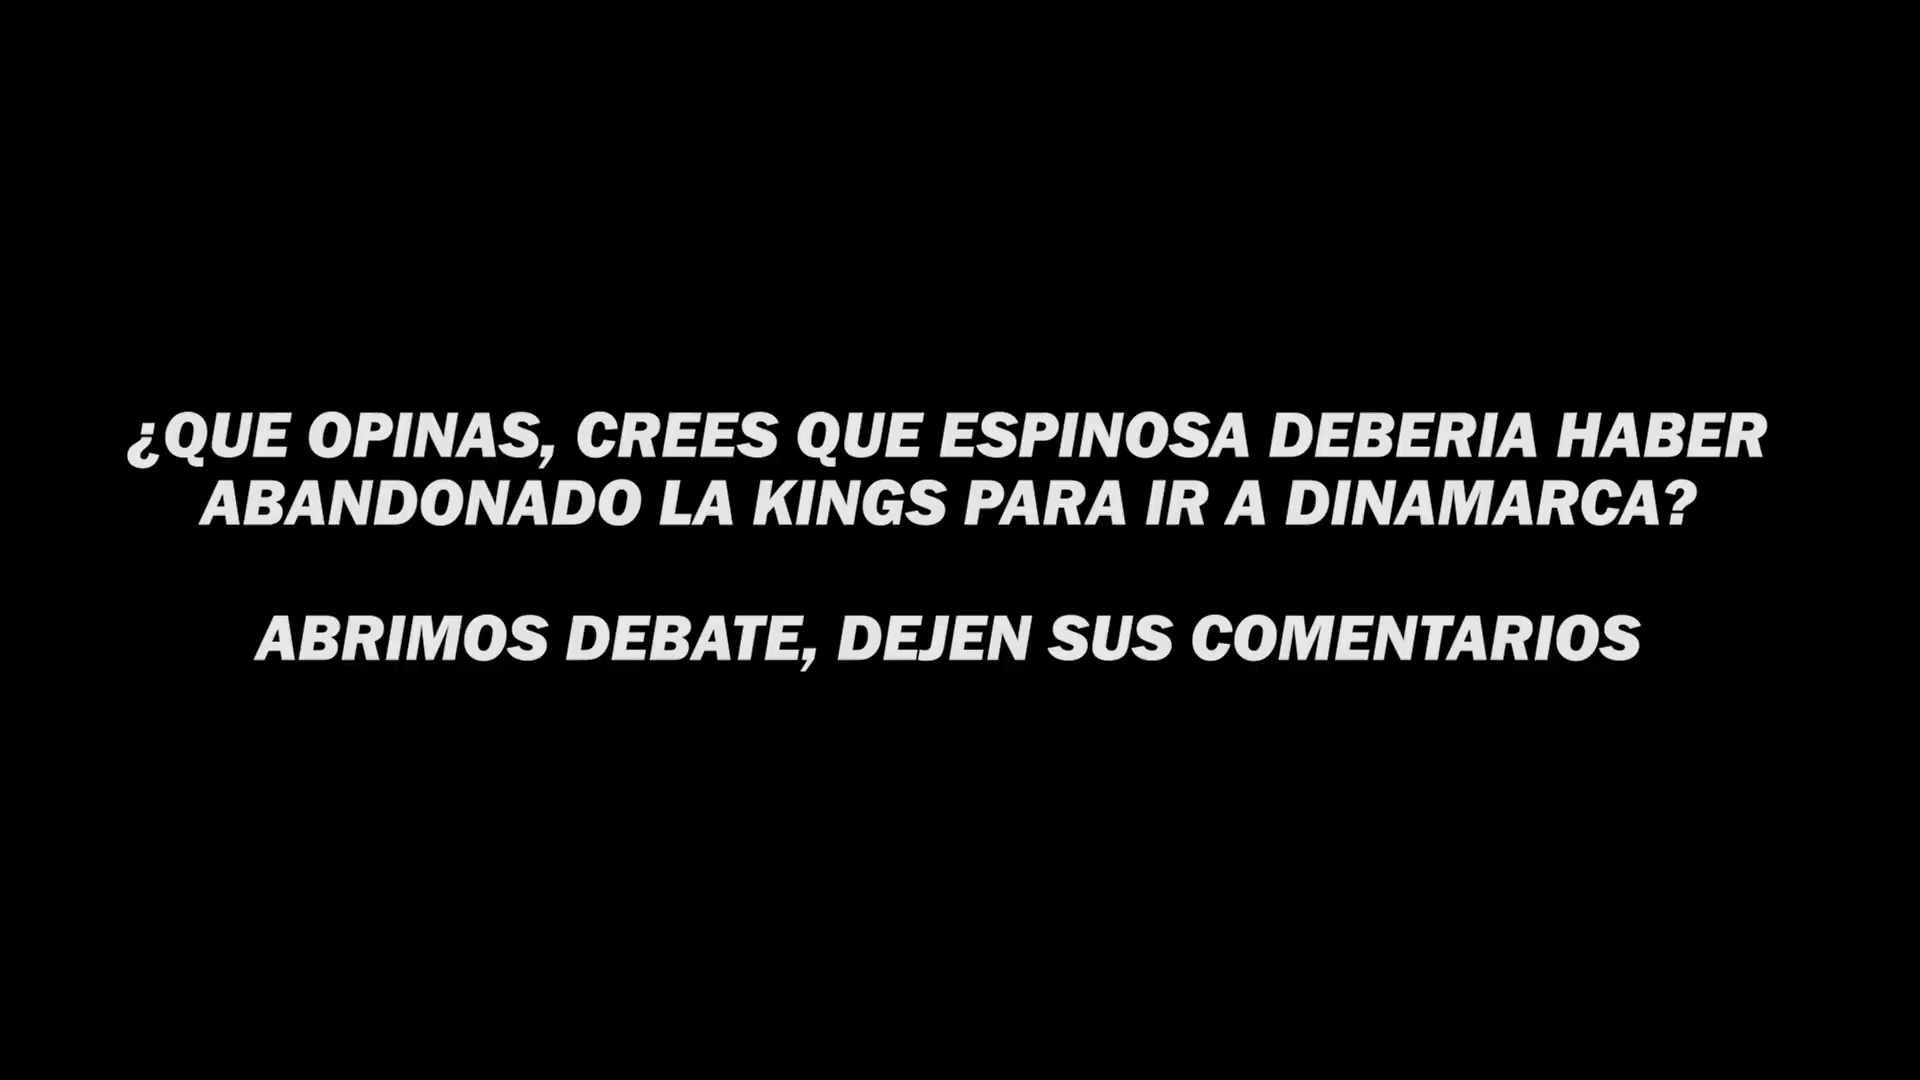 ¿QUE OPINAS, CREES QUE ESPINOSA DEBERIA HABER
ABANDONADO LA KINGS PARA IR A DINAMARCA?
ABRIMOS DEBATE, DEJEN SUS COMENTARIOS